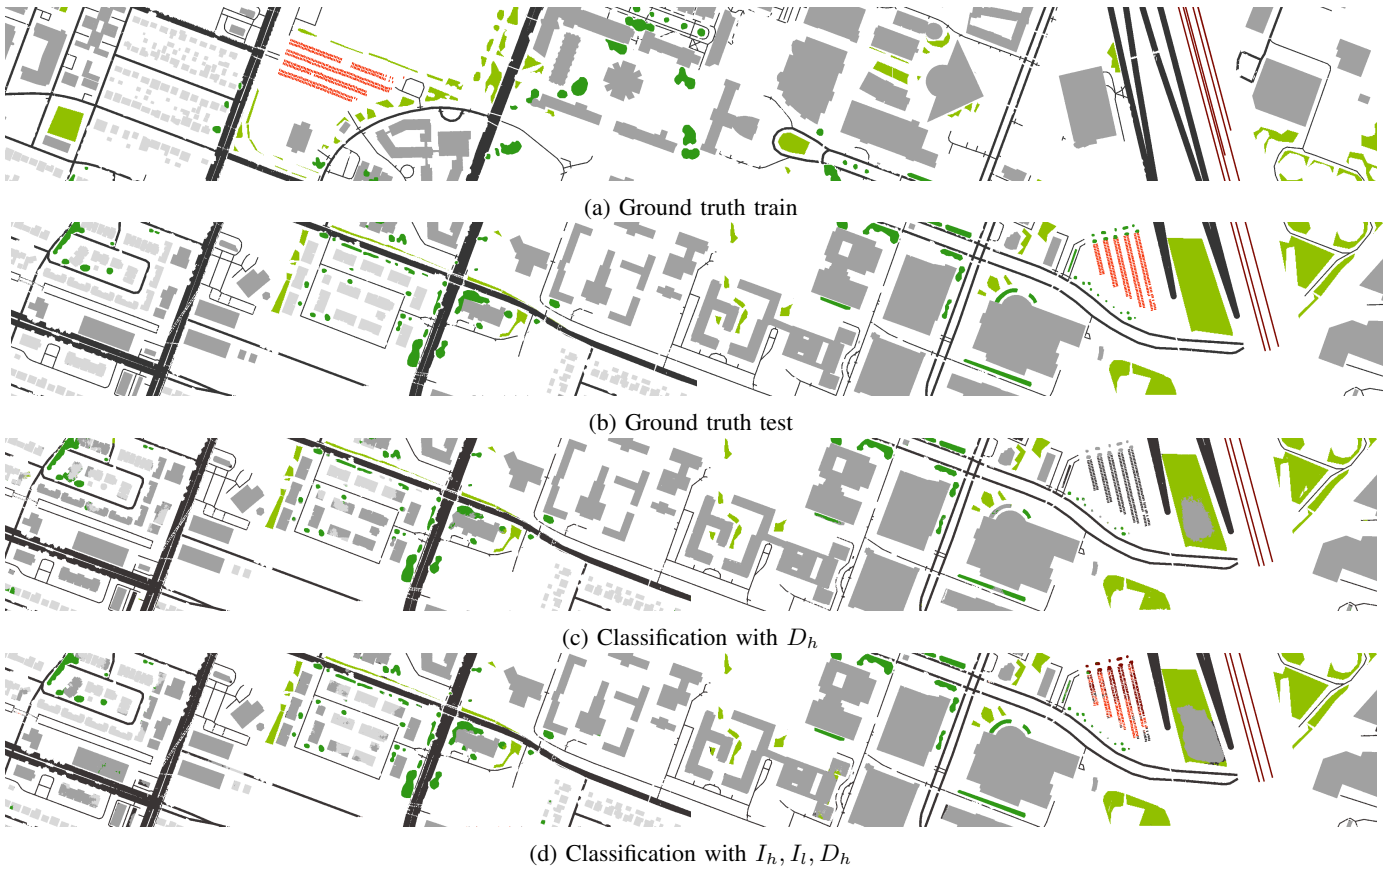 (a) Ground truth train
(b) Ground truth test
(c) Classification with $D_h$
(d) Classification with $I_h, I_l, D_h$